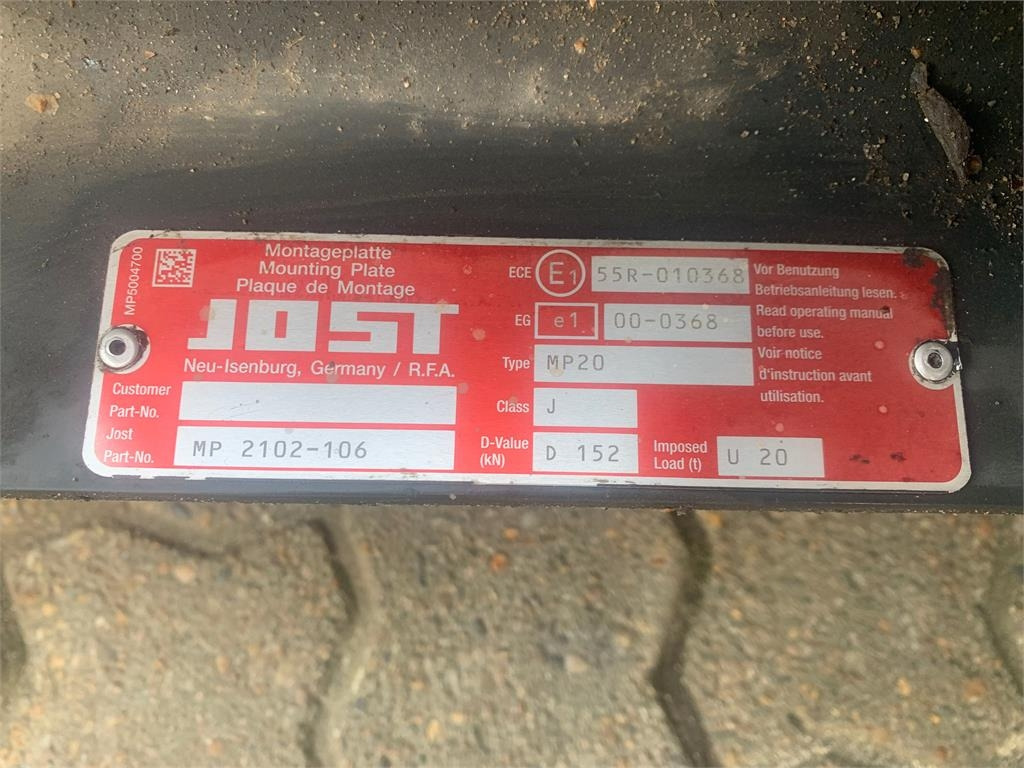 MP5004700
Montageplatte
Mounting Plate
Plaque de Montage
JOST
Neu-Isenburg, Germany / R.F.A.
Customer
Part-No.
Jost
Part-No. MP 2102-106
ECE E1 55R-010368
EG e1 00-0368
Type MP20
Class J
D-Value
(kN) D 152
Imposed
Load (t) U 20
Vor Benutzung
Betriebsanleitung lesen.
Read operating manual
before use.
Voir notice
d'instruction avant
utilisation.